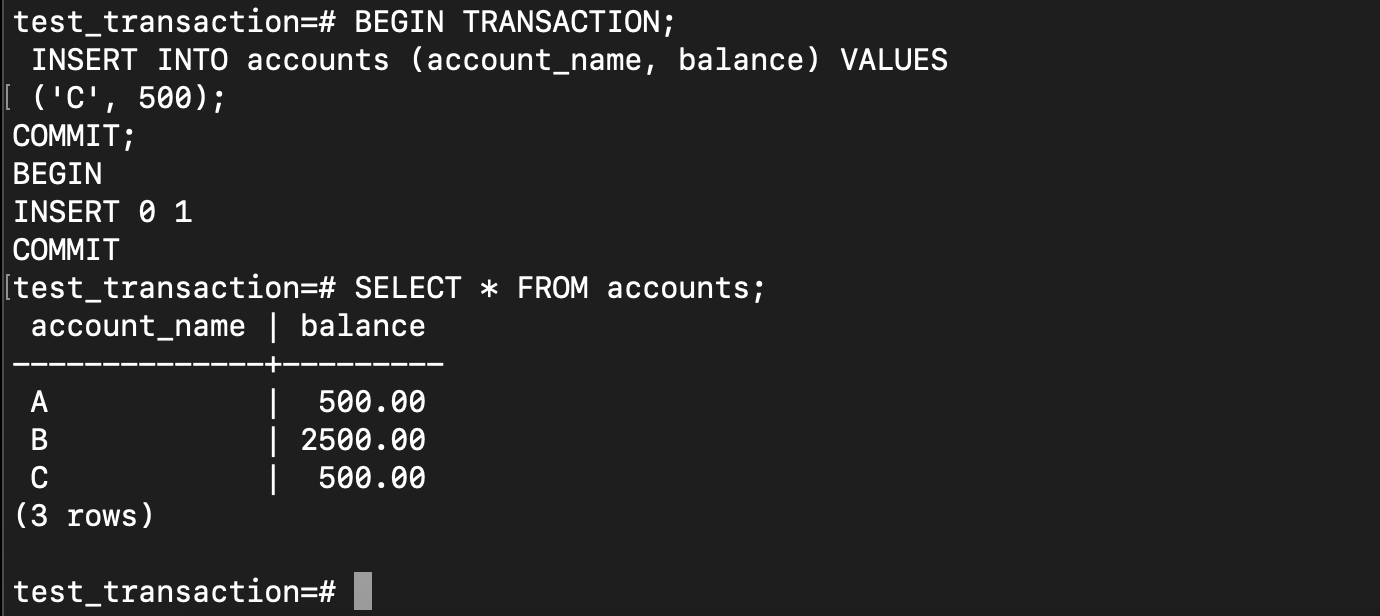 test_transaction=# BEGIN TRANSACTION;
 INSERT INTO accounts (account_name, balance) VALUES
[ ('C', 500);
COMMIT;
BEGIN
INSERT 0 1
COMMIT
[test_transaction=# SELECT * FROM accounts;
 account_name | balance
--------------+---------
 A            |  500.00
 B            | 2500.00
 C            |  500.00
(3 rows)
test_transaction=#